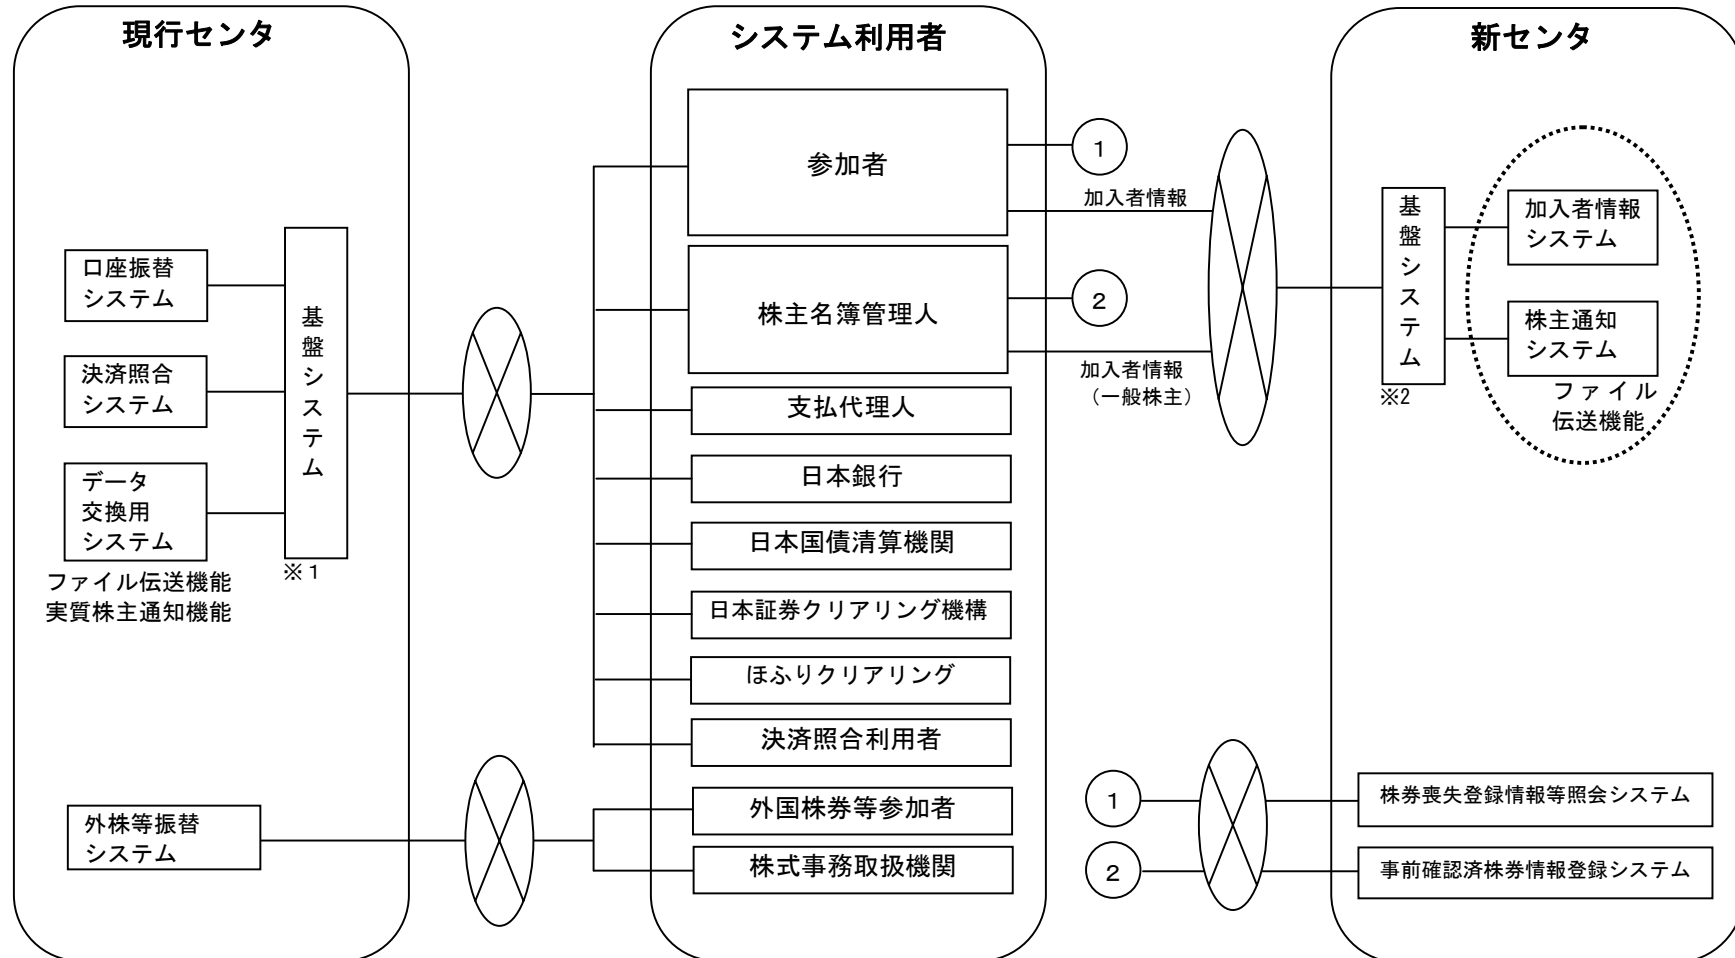 現行センタ
口座振替
システム
決済照合
システム
データ
交換用
システム
ファイル伝送機能
実質株主通知機能
基盤システム
※1
外株等振替
システム
システム利用者
参加者
株主名簿管理人
支払代理人
日本銀行
日本国債清算機関
日本証券クリアリング機構
ほふりクリアリング
決済照合利用者
外国株券等参加者
株式事務取扱機関
1
加入者情報
2
加入者情報
(一般株主)
1
2
新センタ
基盤システム
※2
加入者情報
システム
株主通知
システム
ファイル
伝送機能
株券喪失登録情報等照会システム
事前確認済株券情報登録システム